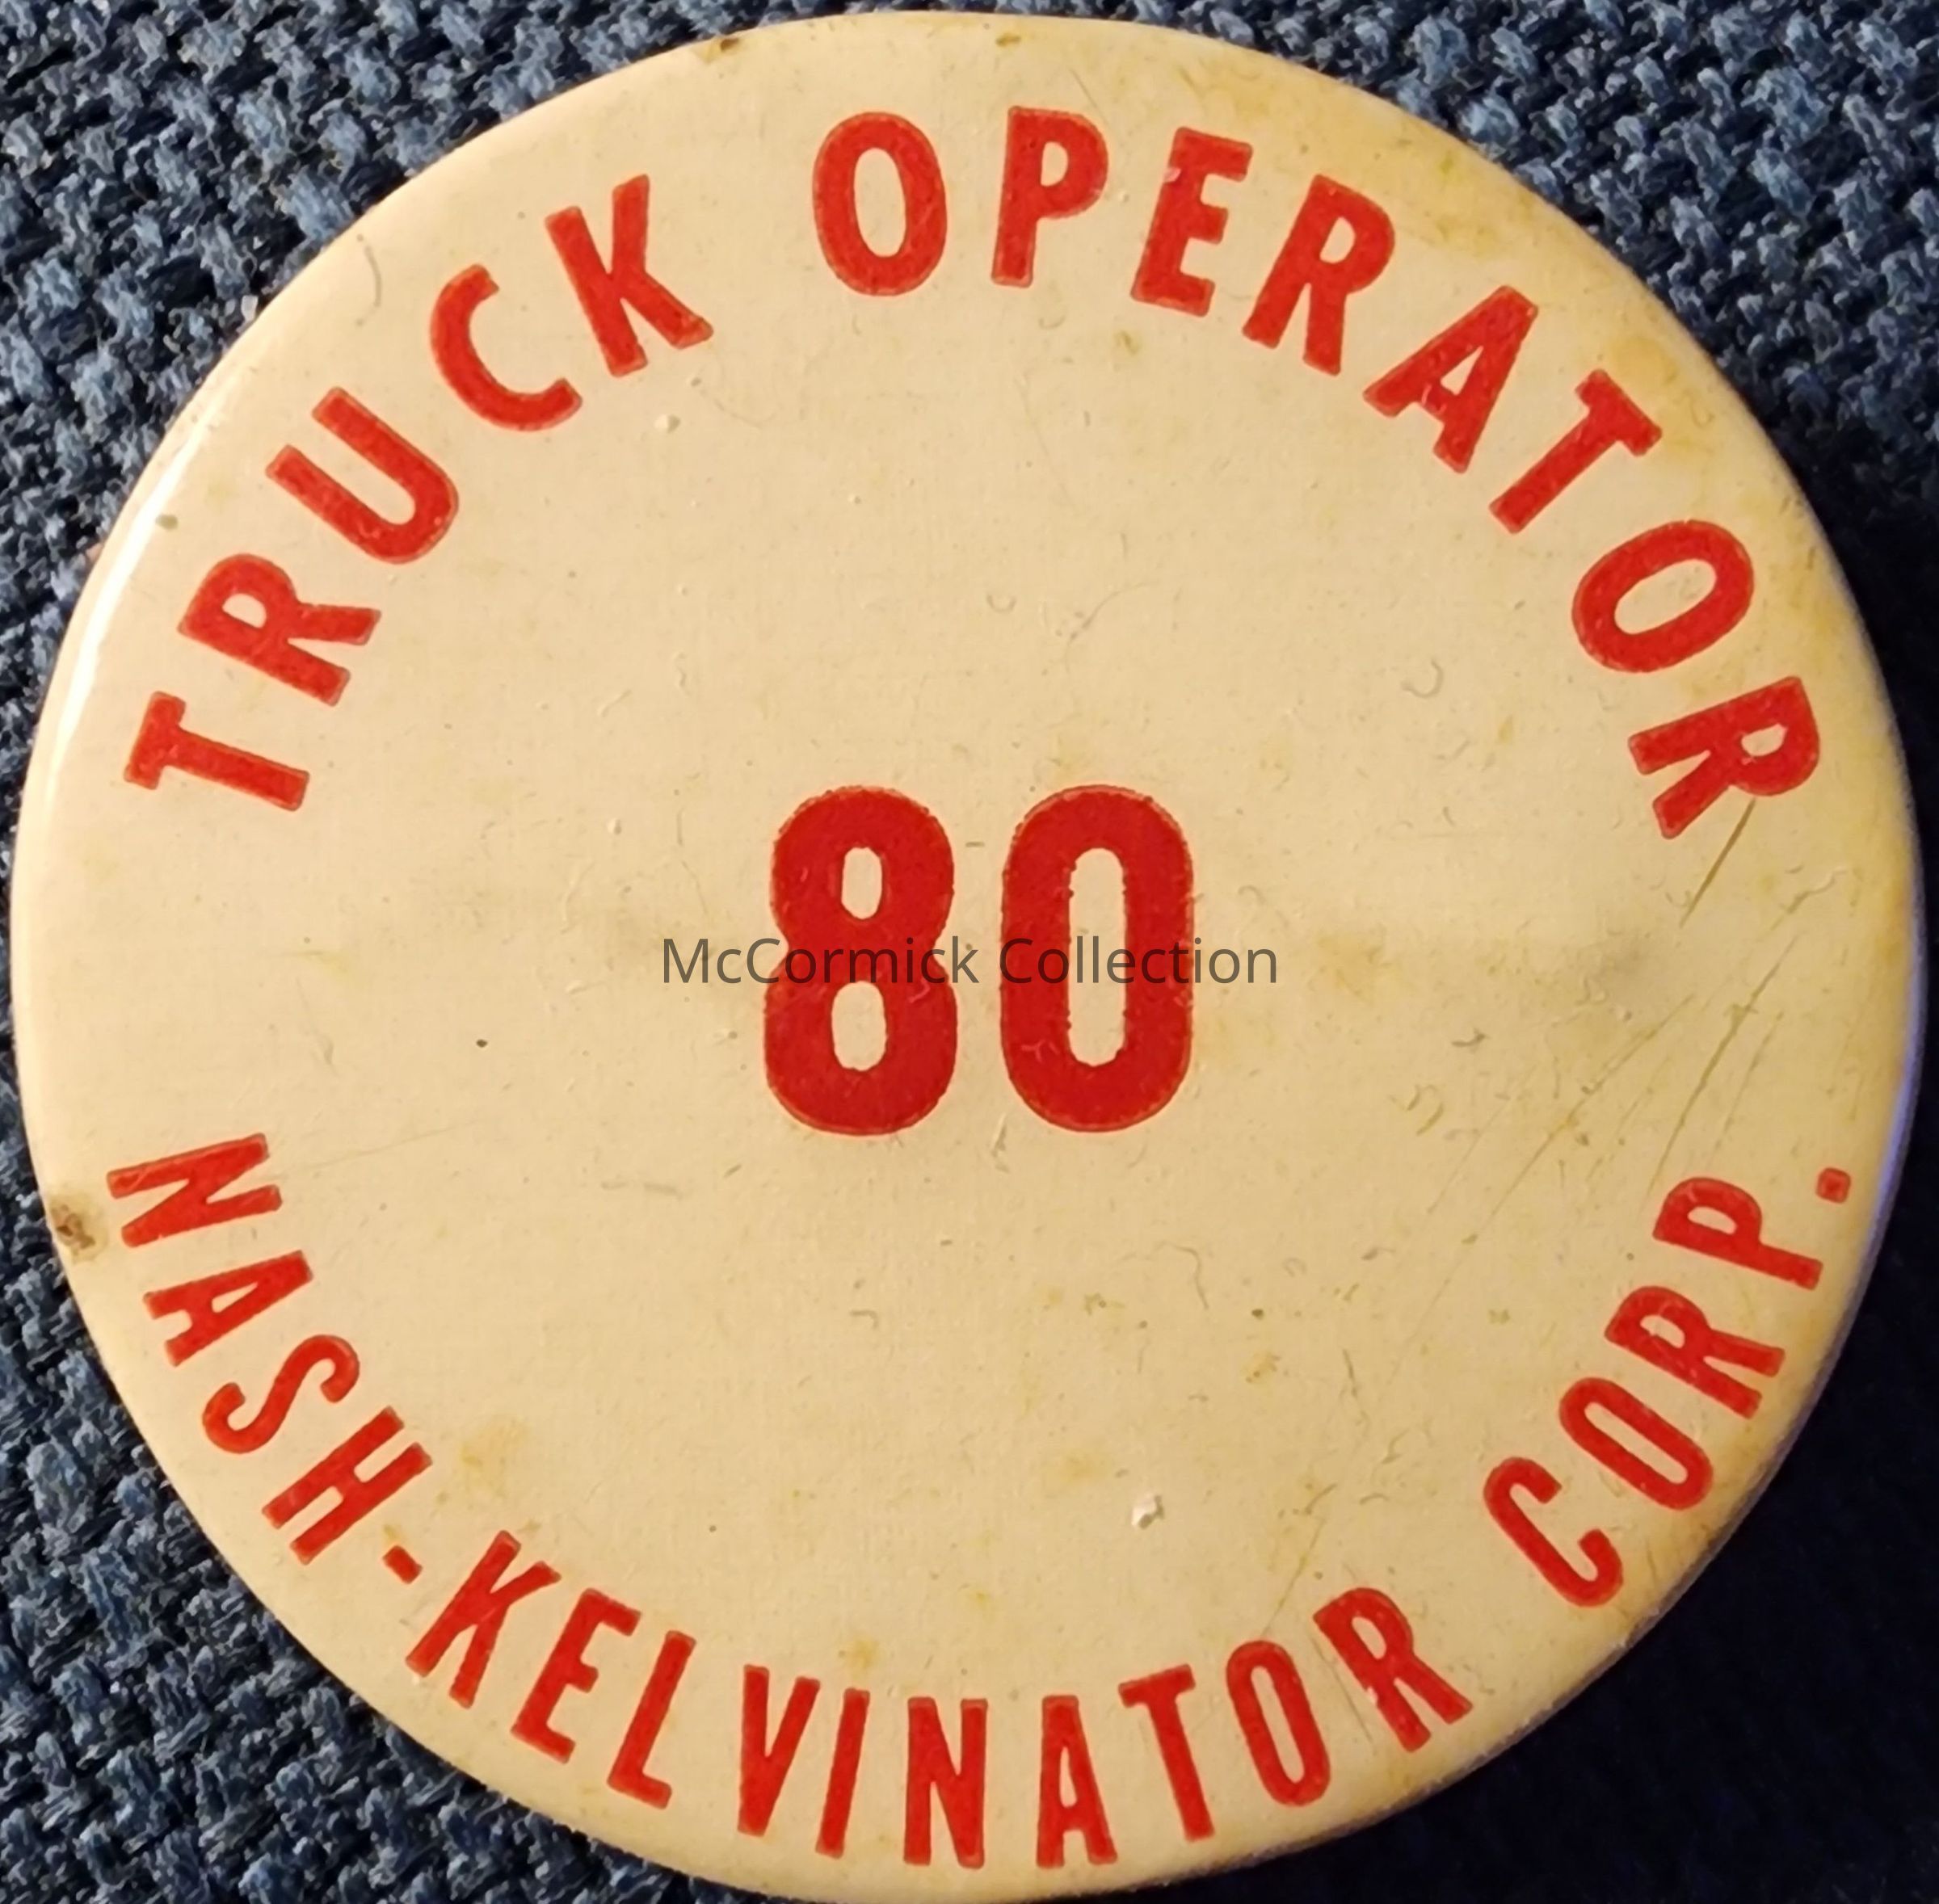 TRUCK OPERATOR
80
McCormick Collection
NASH-KELVINATOR CORP.